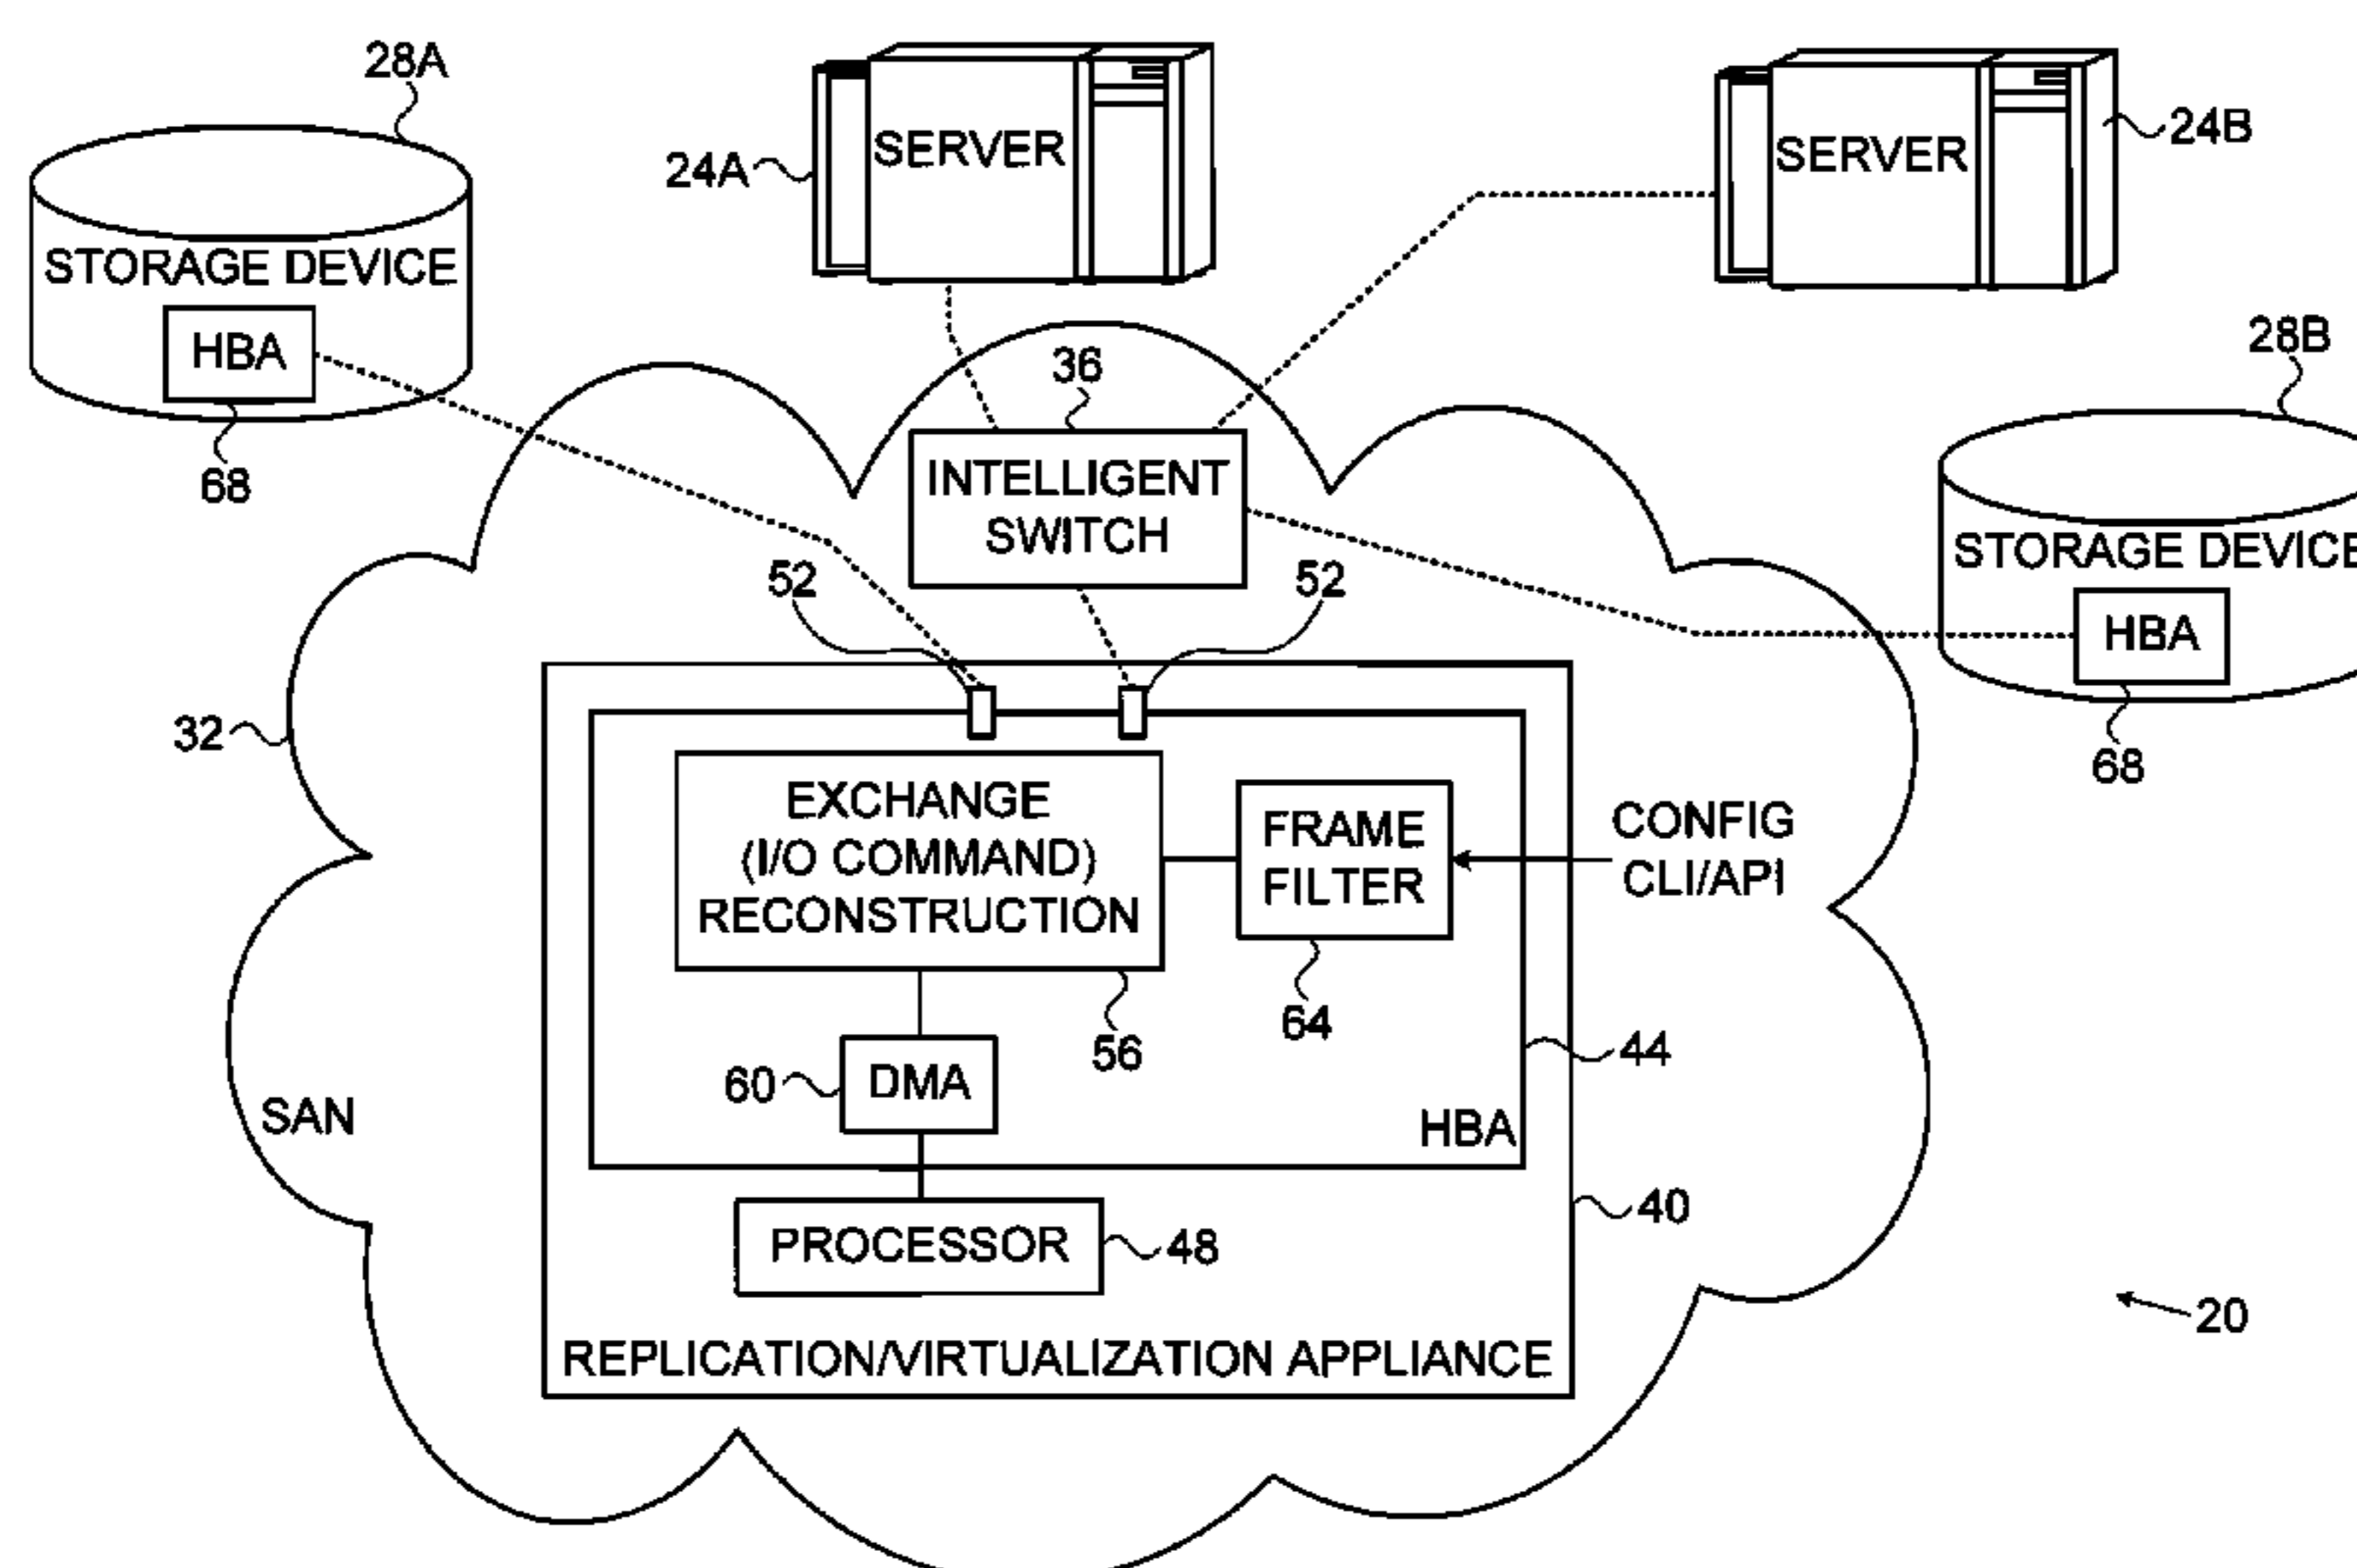 28A
STORAGE DEVICE
HBA
68
24A
SERVER
SERVER
24B
36
INTELLIGENT
SWITCH
28B
STORAGE DEVICE
HBA
68
52
52
32
EXCHANGE
(I/O COMMAND)
RECONSTRUCTION
FRAME
FILTER
CONFIG
CLI/API
56
64
60
DMA
44
HBA
SAN
PROCESSOR
48
40
REPLICATION/VIRTUALIZATION APPLIANCE
20